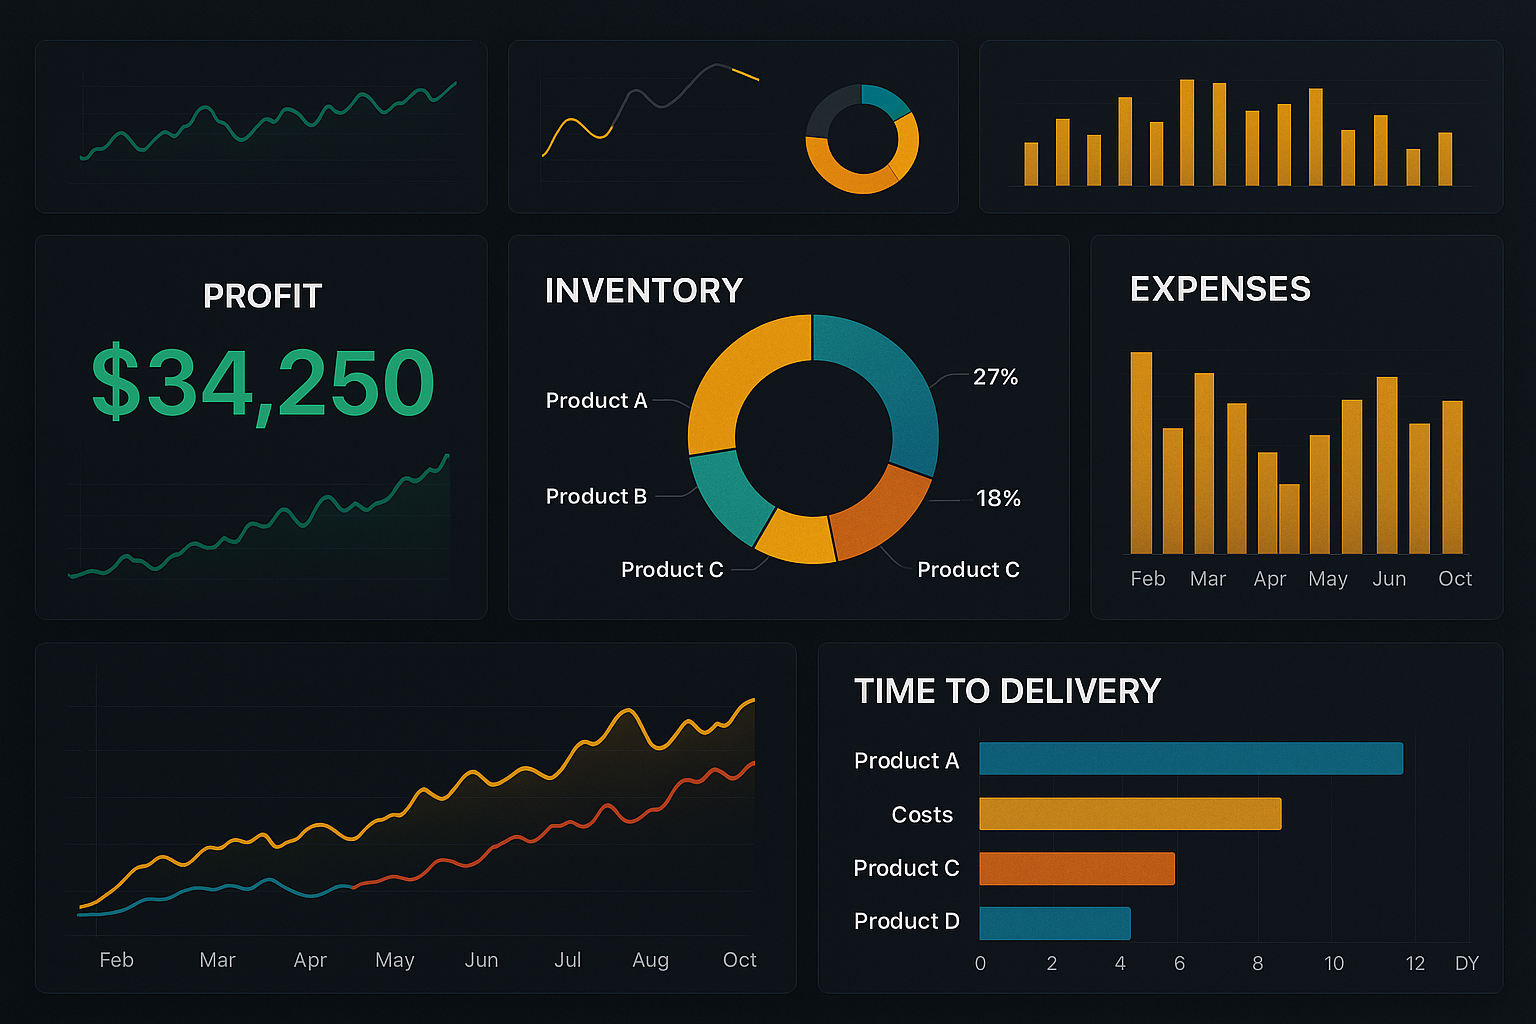 PROFIT
$34,250
INVENTORY
Product A
27%
Product B
18%
Product C
Product C
EXPENSES
Feb Mar Apr May Jun Oct
Feb Mar Apr May Jun Jul Aug Oct
TIME TO DELIVERY
Product A
Costs
Product C
Product D
0 2 4 6 8 10 12 DY